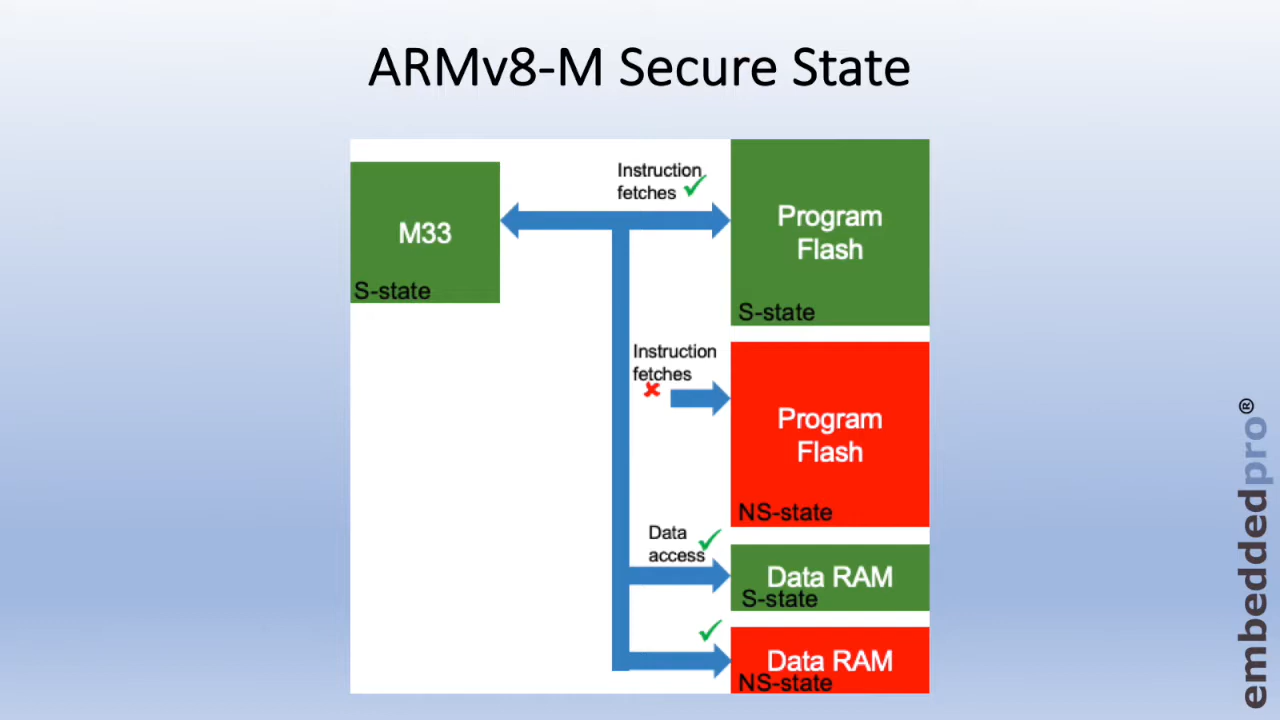 ARMv8-M Secure State
M33
S-state
Instruction
fetches
Program
Flash
S-state
Instruction
fetches
Program
Flash
NS-state
Data
access
Data RAM
S-state
Data RAM
NS-state
embeddedpro®